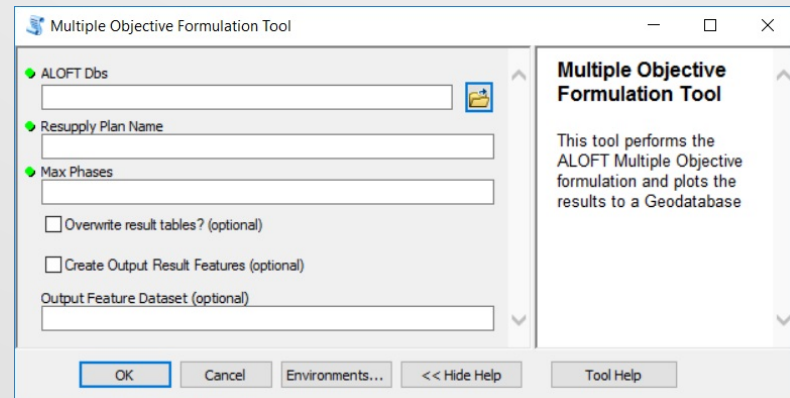 Multiple Objective Formulation Tool
ALOFT Dbs
Resupply Plan Name
Max Phases
Overwrite result tables? (optional)
Create Output Result Features (optional)
Output Feature Dataset (optional)
Multiple Objective
Formulation Tool
This tool performs the
ALOFT Multiple Objective
formulation and plots the
results to a Geodatabase
OK
Cancel
Environments...
<< Hide Help
Tool Help